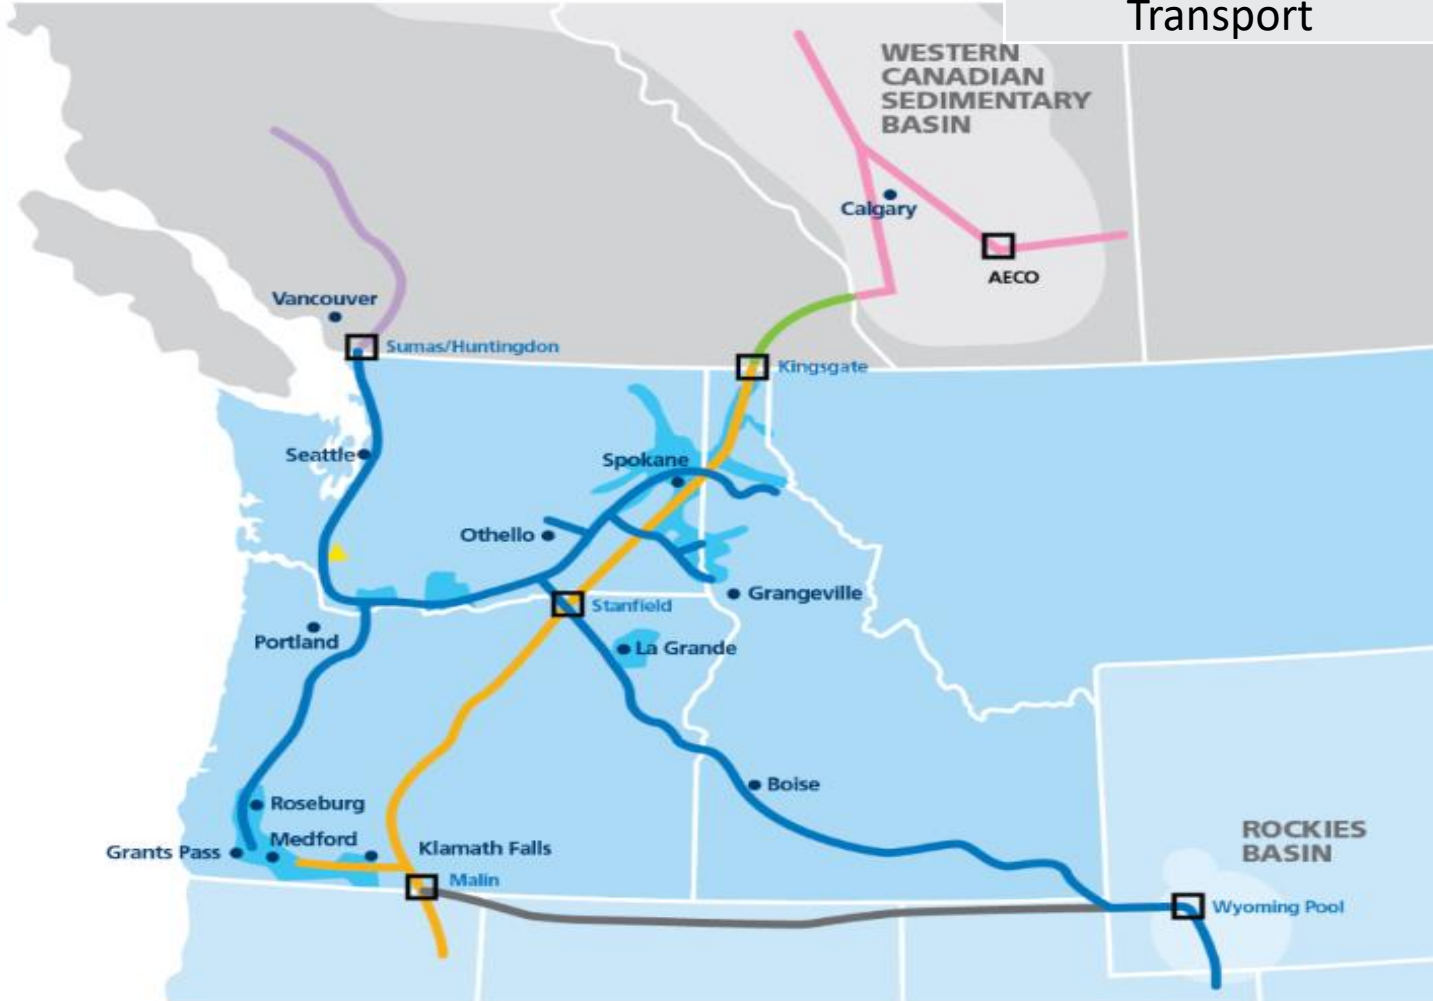 Transport
WESTERN
CANADIAN
SEDIMENTARY
BASIN
Calgary
AECO
Vancouver
Sumas/Huntingdon
Kingsgate
Seattle
Spokane
Othello
Grangeville
Stanfield
Portland
La Grande
Boise
Roseburg
Medford
Grants Pass
Klamath Falls
Malin
ROCKIES
BASIN
Wyoming Pool